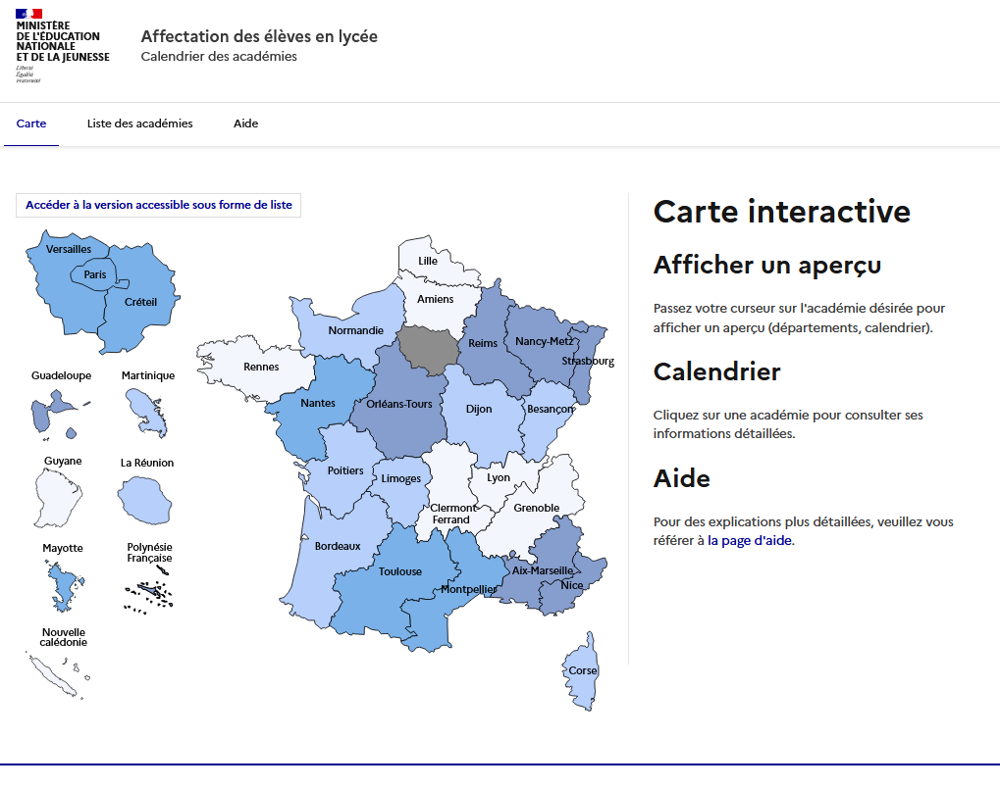 MINISTÈRE
DE L'ÉDUCATION
NATIONALE
ET DE LA JEUNESSE
Liberté
Égalité
Fraternité
Affectation des élèves en lycée
Calendrier des académies
Carte
Liste des académies
Aide
Accéder à la version accessible sous forme de liste
Versailles
Paris
Créteil
Guadeloupe
Martinique
Guyane
La Réunion
Mayotte
Polynésie
Française
Nouvelle
calédonie
Lille
Amiens
Normandie
Reims
Nancy-Metz
Strasbourg
Rennes
Nantes
Orléans-Tours
Dijon
Besançon
Poitiers
Limoges
Lyon
Clermont
Ferrand
Grenoble
Bordeaux
Toulouse
Montpellier
Aix-Marseille
Nice
Corse
Carte interactive
Afficher un aperçu
Passez votre curseur sur l'académie désirée pour
afficher un aperçu (départements, calendrier).
Calendrier
Cliquez sur une académie pour consulter ses
informations détaillées.
Aide
Pour des explications plus détaillées, veuillez vous
référer à la page d'aide.